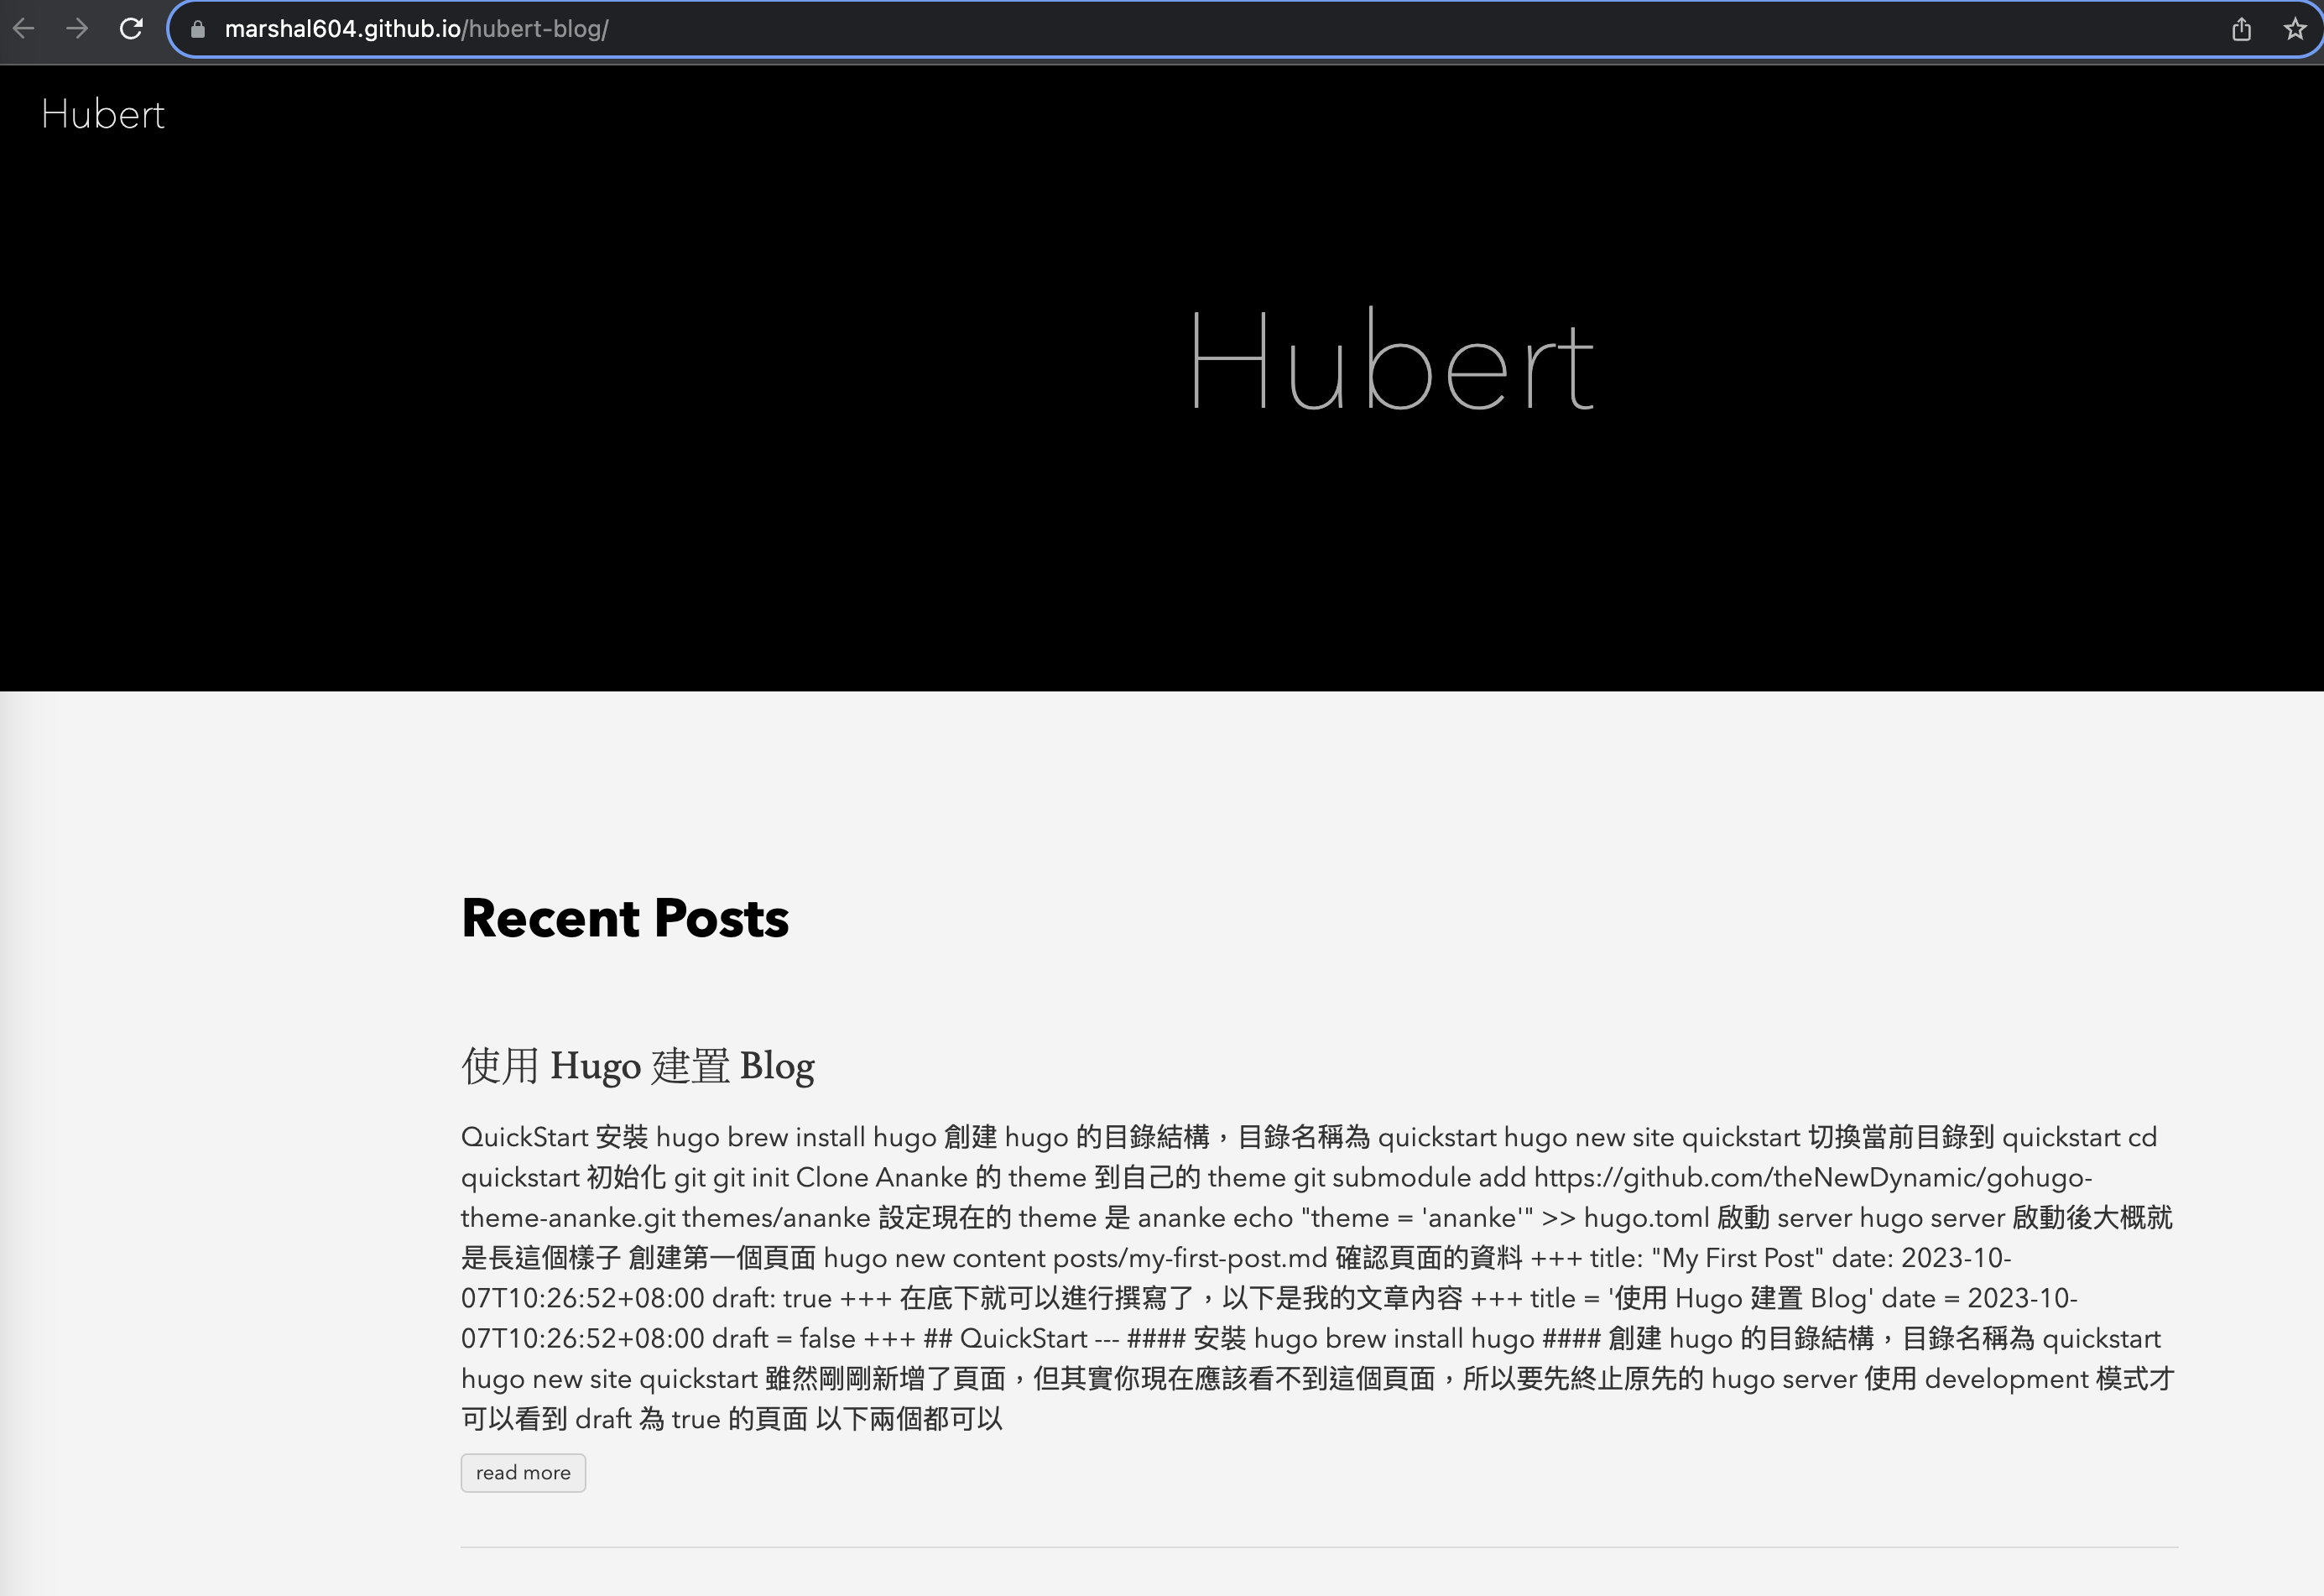 marshal604.github.io/hubert-blog/
Hubert
Hubert
Recent Posts
使用 Hugo 建置 Blog
QuickStart 安裝 hugo brew install hugo 創建 hugo 的目錄結構，目錄名稱為 quickstart hugo new site quickstart 切換當前目錄到 quickstart cd
quickstart 初始化 git git init Clone Ananke 的 theme 到自己的 theme git submodule add https://github.com/theNewDynamic/gohugo-
theme-ananke.git themes/ananke 設定現在的 theme 是 ananke echo "theme = 'ananke'" >> hugo.toml 啟動 server hugo server 啟動後大概就
是長這個樣子 創建第一個頁面 hugo new content posts/my-first-post.md 確認頁面的資料 +++ title: "My First Post" date: 2023-10-
07T10:26:52+08:00 draft: true +++ 在底下就可以進行撰寫了，以下是我的文章內容 +++ title = '使用 Hugo 建置 Blog' date = 2023-10-
07T10:26:52+08:00 draft = false +++ ## QuickStart --- #### 安裝 hugo brew install hugo #### 創建 hugo 的目錄結構，目錄名稱為 quickstart
hugo new site quickstart 雖然剛剛新增了頁面，但其實你現在應該看不到這個頁面，所以要先終止原先的 hugo server 使用 development 模式才
可以看到 draft 為 true 的頁面 以下兩個都可以
read more